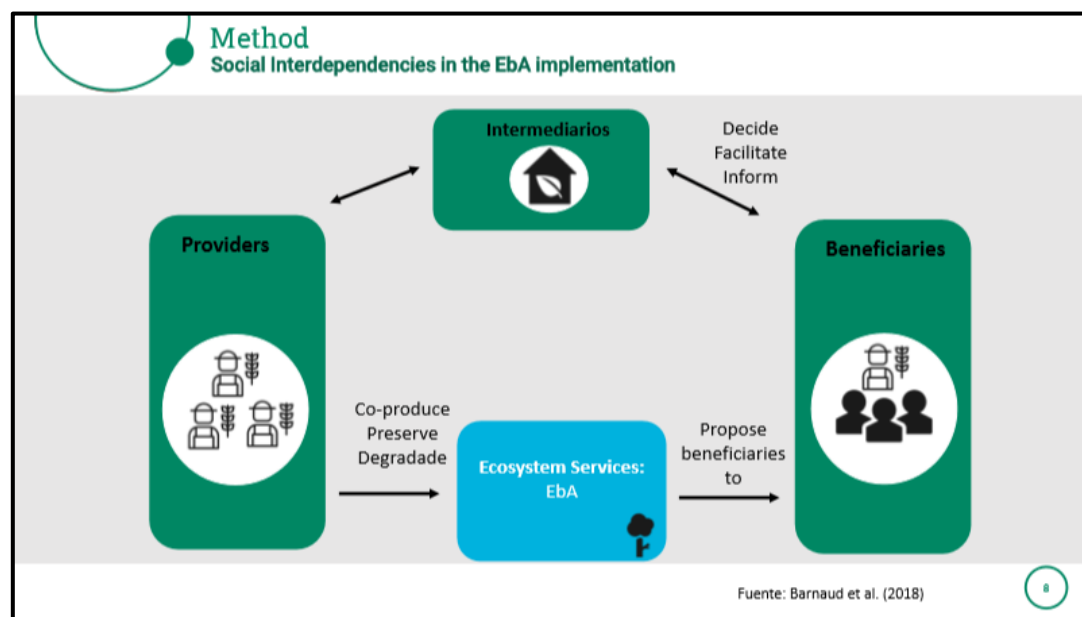 Method
Social Interdependencies in the EbA implementation
Intermediarios
Decide
Facilitate
Inform
Providers
Beneficiaries
Co-produce
Preserve
Degradade
Ecosystem Services:
EbA
Propose
beneficiaries
to
Fuente: Barnaud et al. (2018)
8